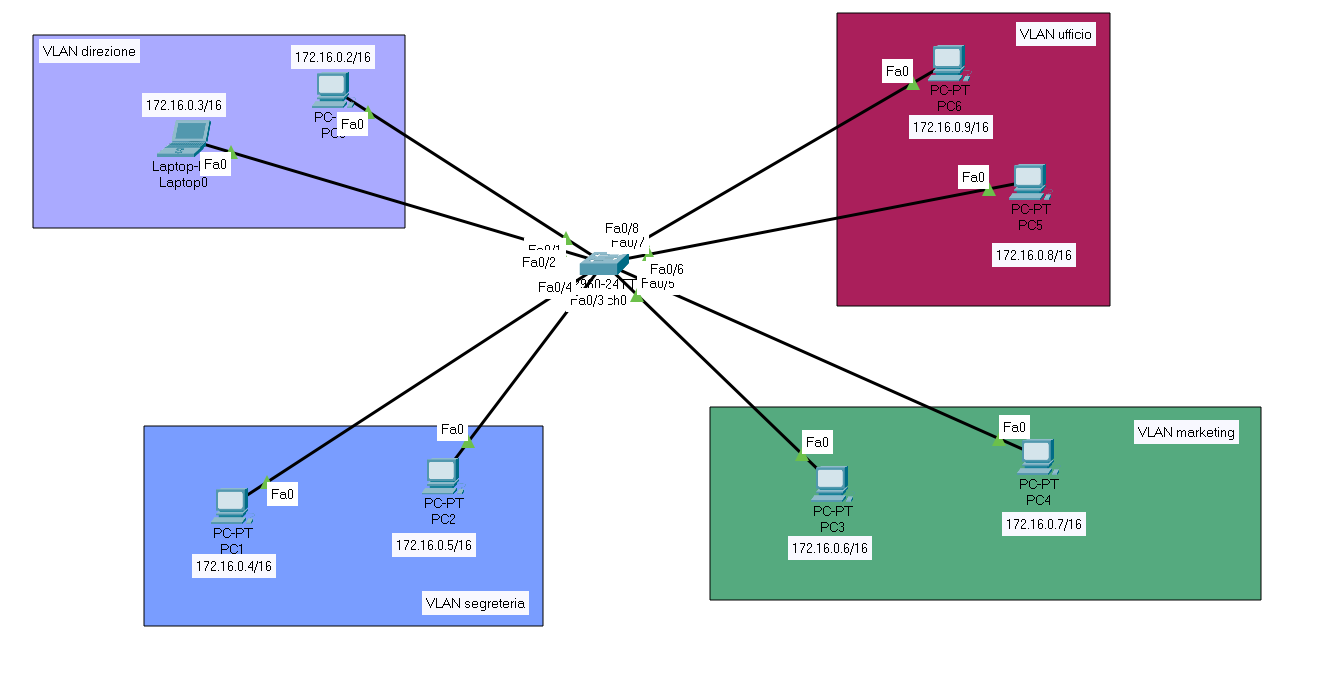 VLAN direzione
172.16.0.2/16
Fa0
172.16.0.3/16
Fa0
Laptop0
VLAN ufficio
Fa0
PC-PT
PC6
172.16.0.9/16
Fa0
PC-PT
PC5
172.16.0.8/16
Fa0/8
Fa0/7
Fa0/1
Fa0/2
Fa0/6
Fa0/5
Fa0/4
Fa0/3
Fa0
PC-PT
PC1
172.16.0.4/16
Fa0
PC-PT
PC2
172.16.0.5/16
VLAN segreteria
Fa0
PC-PT
PC3
172.16.0.6/16
Fa0
PC-PT
PC4
172.16.0.7/16
VLAN marketing